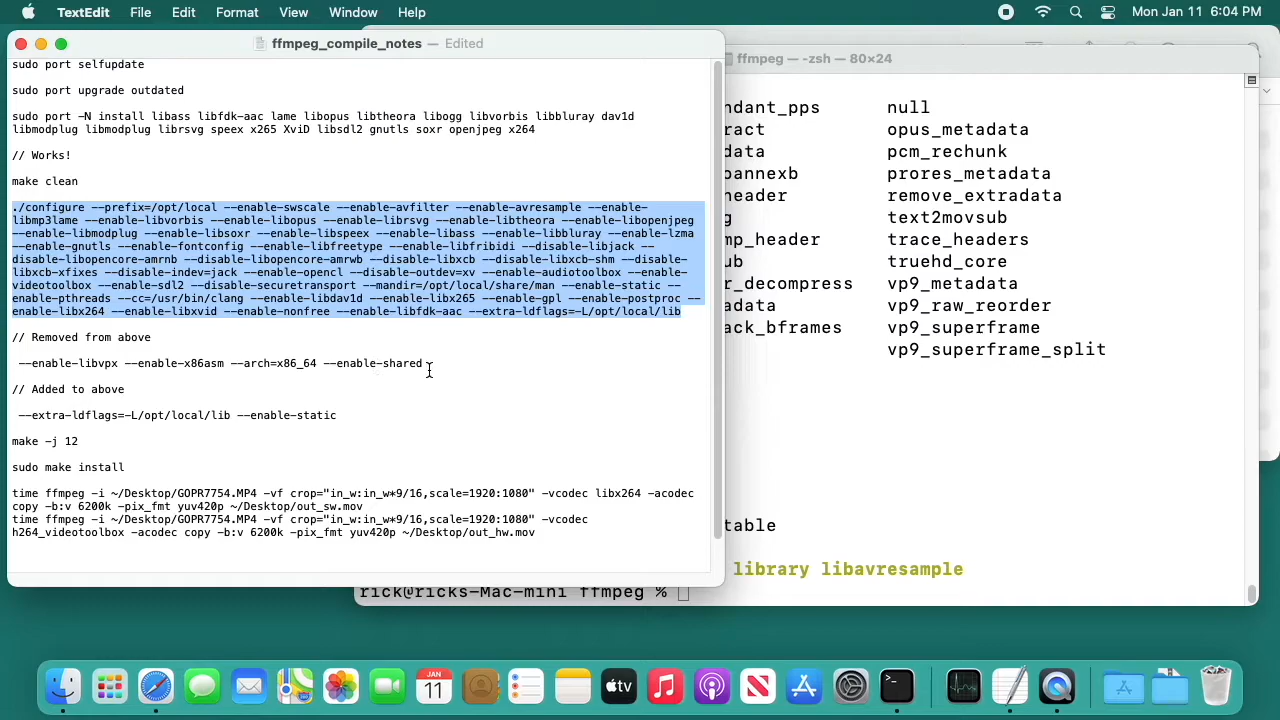 TextEdit File Edit Format View Window Help Mon Jan 11 6:04 PM
ffmpeg_compile_notes — Edited
sudo port selfupdate
sudo port upgrade outdated
sudo port -N install libass libfdk-aac lame libopus libtheora libogg libvorbis libbluray dav1d
libmodplug libmodplug librsvg speex x265 XviD libsdl2 gnutls soxr openjpeg x264
// Works!
make clean
./configure --prefix=/opt/local --enable-swscale --enable-avfilter --enable-avresample --enable-
libmp3lame --enable-libvorbis --enable-libopus --enable-librsvg --enable-libtheora --enable-libopenjpeg
--enable-libmodplug --enable-libsoxr --enable-libspeex --enable-libass --enable-libbluray --enable-lzma
--enable-gnutls --enable-fontconfig --enable-libfreetype --enable-libfribidi --disable-libjack --
disable-libopencore-amrnb --disable-libopencore-amrwb --disable-libxcb --disable-libxcb-shm --disable-
libxcb-xfixes --disable-indev=jack --enable-opencl --disable-outdev=xv --enable-audiotoolbox --enable-
videotoolbox --enable-sdl2 --disable-securetransport --mandir=/opt/local/share/man --enable-static --
enable-pthreads --cc=/usr/bin/clang --enable-libdav1d --enable-libx265 --enable-gpl --enable-postproc --
enable-libx264 --enable-libxvid --enable-nonfree --enable-libfdk-aac --extra-ldflags=-L/opt/local/lib
// Removed from above
--enable-libvpx --enable-x86asm --arch=x86_64 --enable-shared
// Added to above
--extra-ldflags=-L/opt/local/lib --enable-static
make -j 12
sudo make install
time ffmpeg -i ~/Desktop/GOPR7754.MP4 -vf crop="in_w:in_w*9/16,scale=1920:1080" -vcodec libx264 -acodec
copy -b:v 6200k -pix_fmt yuv420p ~/Desktop/out_sw.mov
time ffmpeg -i ~/Desktop/GOPR7754.MP4 -vf crop="in_w:in_w*9/16,scale=1920:1080" -vcodec
h264_videotoolbox -acodec copy -b:v 6200k -pix_fmt yuv420p ~/Desktop/out_hw.mov
ffmpeg — -zsh — 80×24
ndant_pps null
ract opus_metadata
data pcm_rechunk
oannexb prores_metadata
header remove_extradata
g text2movsub
mp_header trace_headers
ub truehd_core
r_decompress vp9_metadata
adata vp9_raw_reorder
ack_bframes vp9_superframe
vp9_superframe_split
table
library libavresample
rick@ricks-Mac-mini ffmpeg %
JAN
11
tv